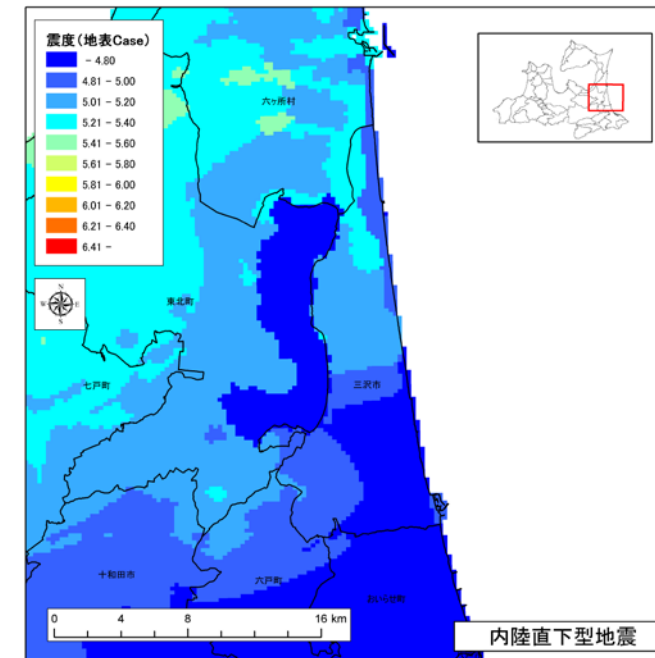 震度(地表Case)
- 4.80
4.81 - 5.00
5.01 - 5.20
5.21 - 5.40
5.41 - 5.60
5.61 - 5.80
5.81 - 6.00
6.01 - 6.20
6.21 - 6.40
6.41 -
六ヶ所村
N
W E
S
東北町
七戸町
三沢市
十和田市
六戸町
おいらせ町
0 4 8 16 km
内陸直下型地震